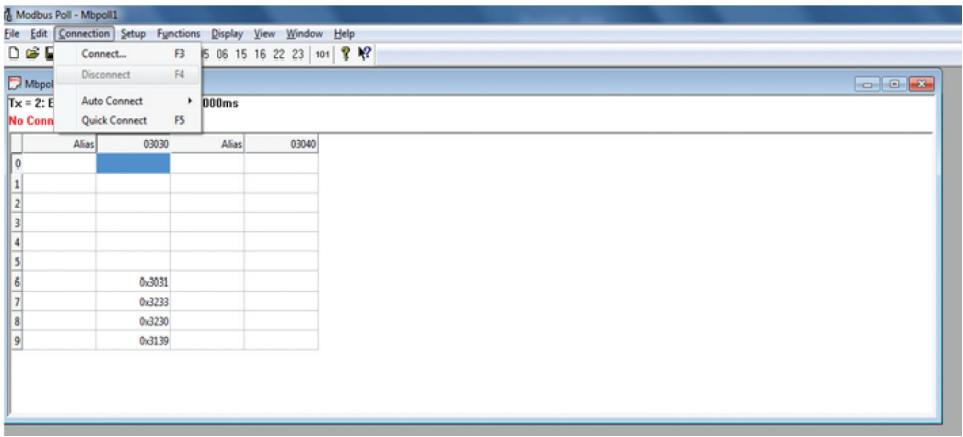 Modbus Poll - Mbpoll1
File Edit Connection Setup Functions Display View Window Help
05 06 15 16 22 23 101
Connect... F3
Disconnect F4
Auto Connect
Quick Connect F5
Tx = 2: E 000ms
No Conn
Alias 03030 Alias 03040
0
1
2
3
4
5
6 0x3031
7 0x3233
8 0x3230
9 0x3139